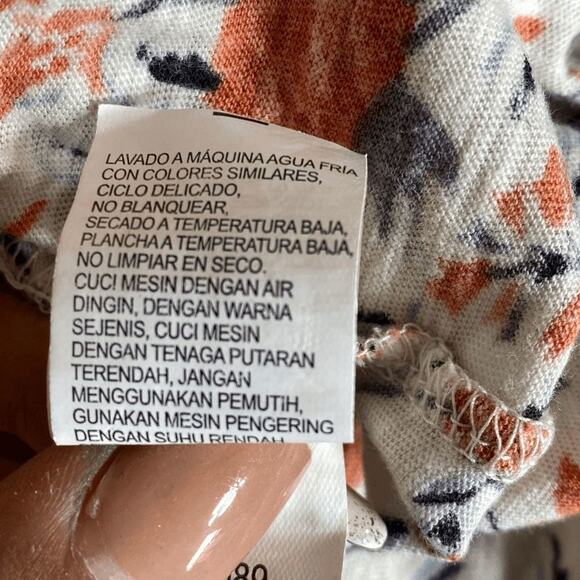 LAVADO A MÁQUINA AGUA FRIA
CON COLORES SIMILARES,
CICLO DELICADO,
NO BLANQUEAR,
SECADO A TEMPERATURA BAJA,
PLANCHA A TEMPERATURA BAJA,
NO LIMPIAR EN SECO.
CUCI MESIN DENGAN AIR
DINGIN, DENGAN WARNA
SEJENIS, CUCI MESIN
DENGAN TENAGA PUTARAN
TERENDAH, JANGAN
MENGGUNAKAN PEMUTIH,
GUNAKAN MESIN PENGERING
DENGAN SUHU RENDAH